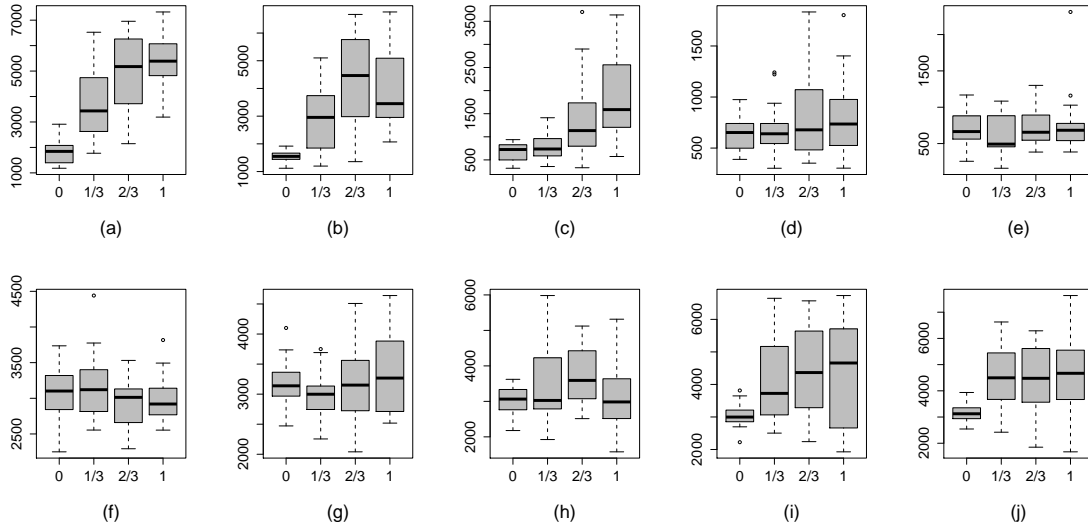 1000 3000 5000 7000
0 1/3 2/3 1
(a)
1000 3000 5000
0 1/3 2/3 1
(b)
500 1500 2500 3500
0 1/3 2/3 1
(c)
500 1000 1500
0 1/3 2/3 1
(d)
500 1500
0 1/3 2/3 1
(e)
2500 3500 4500
0 1/3 2/3 1
(f)
2000 3000 4000
0 1/3 2/3 1
(g)
2000 4000 6000
0 1/3 2/3 1
(h)
2000 4000 6000
0 1/3 2/3 1
(i)
2000 4000 6000
0 1/3 2/3 1
(j)